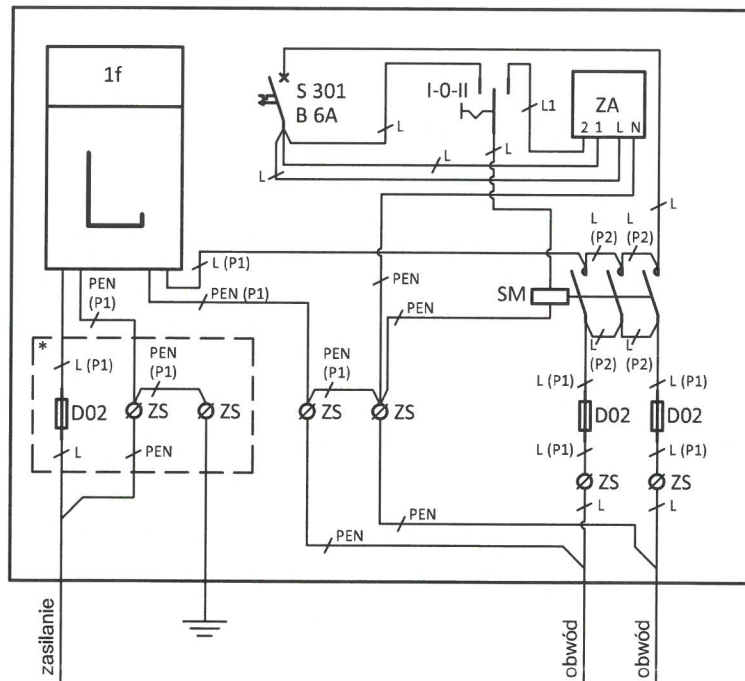 1f
S 301
B 6A
I-0-II
L1
ZA
2 1 L N
L
L
L
L
L
L
(P2)
L
(P2)
L (P1)
PEN
(P1)
PEN (P1)
PEN
SM
PEN
*
L (P1)
PEN
(P1)
PEN
(P1)
L
(P2)
L
(P2)
L (P1)
L (P1)
D02
ZS
ZS
ZS
ZS
D02
D02
L
PEN
L (P1)
L (P1)
ZS
ZS
L
L
PEN
PEN
zasilanie
obwód
obwód